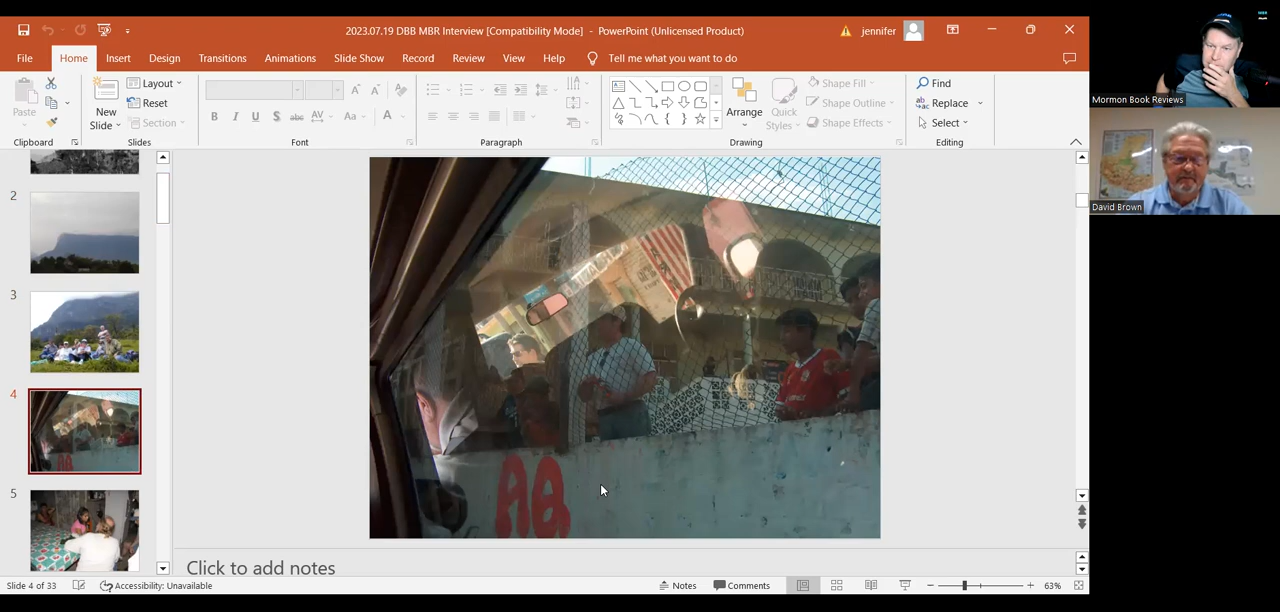 2023.07.19 DBB MBR Interview [Compatibility Mode] - PowerPoint (Unlicensed Product)
jennifer
File Home Insert Design Transitions Animations Slide Show Record Review View Help Tell me what you want to do
Paste
New Slide
Layout
Reset
Section
B I U S abc AV Aa A
Arrange
Quick Styles
Shape Fill
Shape Outline
Shape Effects
Find
Replace
Select
Clipboard Slides Font Paragraph Drawing Editing
2
3
4
5
Click to add notes
Slide 4 of 33 Accessibility: Unavailable Notes Comments 63%
MBR
Mormon Book Reviews
David Brown